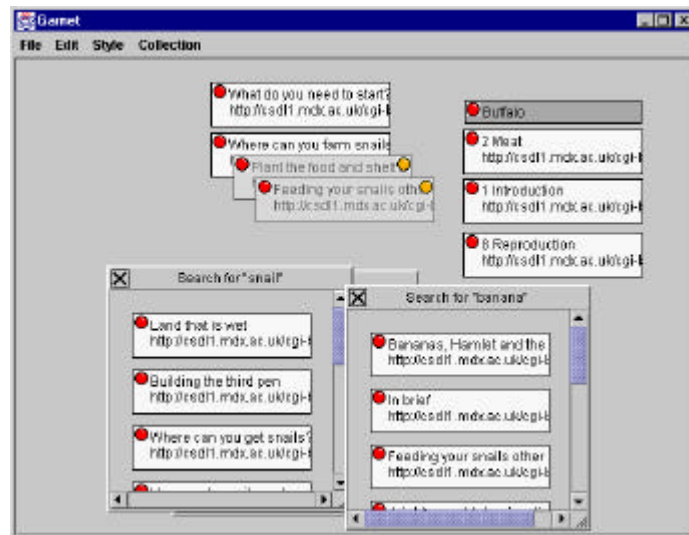 Garnet
File Edit Style Collection
What do you need to start?
http://csdl1.mdx.ac.uk/cgi-b
Where can you farm snails
Plant the food and shelt
Feeding your snails othe
http://csdl1.mdx.ac.uk/cgi-b
Buffalo
2 Meat
http://csdl1.mdx.ac.uk/cgi-b
1 Introduction
http://csdl1.mdx.ac.uk/cgi-b
8 Reproduction
http://csdl1.mdx.ac.uk/cgi-b
Search for "snail"
Land that is wet
http://csdl1.mdx.ac.uk/cgi-b
Building the third pen
http://csdl1.mdx.ac.uk/cgi-b
Where can you get snails?
http://csdl1.mdx.ac.uk/cgi-b
Search for "banana"
Bananas, Hamlet and the
http://csdl1.mdx.ac.uk/cgi-b
In brief
http://csdl1.mdx.ac.uk/cgi-b
Feeding your snails other
http://csdl1.mdx.ac.uk/cgi-b